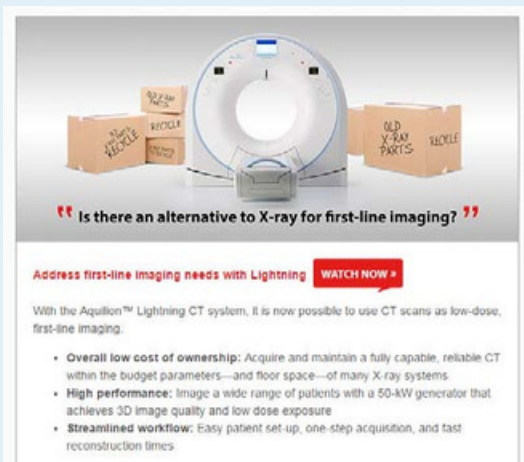 OLD X-RAY
PARTS
RECYCLE
RECYCLE
OLD
X-RAY
PARTS
RECYCLE
“ Is there an alternative to X-ray for first-line imaging? ”
Address first-line imaging needs with Lightning WATCH NOW »
With the Aquilion™ Lightning CT system, it is now possible to use CT scans as low-dose,
first-line imaging.
• Overall low cost of ownership: Acquire and maintain a fully capable, reliable CT
within the budget parameters—and floor space—of many X-ray systems
• High performance: Image a wide range of patients with a 50-kW generator that
achieves 3D image quality and low dose exposure
• Streamlined workflow: Easy patient set-up, one-step acquisition, and fast
reconstruction times